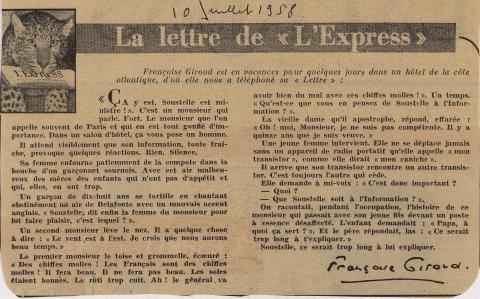 10 Juillet 1958.
L'EXPRESS
La lettre de « L'Express »
Françoise Giroud est en vacances pour quelques jours dans un hôtel de la côte
atlantique, d'où elle nous a téléphoné sa « Lettre » :
« ÇA y est, Soustelle est mi-
nistre ! ». C'est un monsieur qui
parle. Fort. Le monsieur que l'on
appelle souvent de Paris et qui en est tout gonflé d'im-
portance. Dans un salon d'hôtel, ça vous pose un homme.
Il attend visiblement que son information, toute fraî-
che, provoque quelques réactions. Rien. Silence.
Sa femme enfourne patiemment de la compote dans la
bouche d'un garçonnet sournois. Avec cet air malheu-
reux des mères des enfants qui n'ont pas d'appétit et
qui, elles, en ont trop.
Un garçon de dix-huit ans se tortille en chantant
obstinément un air de Belafonte avec un mauvais accent
anglais. « Soustelle, dit enfin la femme du monsieur pour
lui faire plaisir, c'est lequel ? ».
Un second monsieur lève le nez. Il a quelque chose
à dire : « Le vent est à l'est. Je crois que nous aurons
beau temps. »
Le premier monsieur le toise et grommelle, écœuré :
« Des chiffes molles ! Les Français sont des chiffes
molles ! Il fera beau, Il ne fera pas beau. Les soles
étaient bonnes. Le rôti trop cuit. Ah ! le général va
avoir bien du mal avec ces chiffes molles ! ». Un temps.
« Qu'est-ce que vous en pensez de Soustelle à l'Infor-
mation ? ».
La vieille dame qu'il apostrophe, répond, effarée :
« Oh ! moi, Monsieur, je ne suis pas compétente. Il y a
quinze ans que je suis veuve. »
Une jeune femme intervient. Elle ne se déplace jamais
sans un appareil de radio portatif qu'elle appelle « mon
transistor », comme elle dirait « mon caniche ».
Il arrive que son transistor rencontre un autre transis-
tor. C'est toujours l'autre qui cède.
Elle demande à mi-voix : « C'est donc important ?
— Quoi ?
— Que Soustelle soit à l'Information ? ».
On racontait, pendant l'occupation, l'histoire de ce
monsieur qui passait avec son jeune fils devant un poste
à essence désaffecté. L'enfant demandait : « Papa, à
quoi ça sert ? ». Et le père répondait, las : « Ce serait
trop long à t'expliquer. »
Soustelle, ce serait trop long à lui expliquer.
Françoise Giroud.